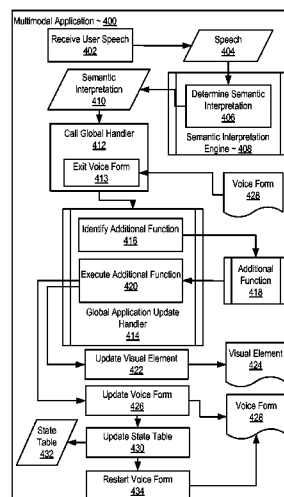 Multimodal Application ~ 400
Receive User Speech
402
Speech
404
Semantic
Interpretation
410
Determine Semantic
Interpretation
406
Semantic Interpretation
Engine ~ 408
Call Global Handler
412
Exit Voice Form
413
Voice Form
428
Identify Additional Function
416
Execute Additional Function
420
Additional
Function
418
Global Application Update
Handler
414
Update Visual Element
422
Visual Element
424
Update Voice Form
426
Voice Form
428
State
Table
432
Update State Table
430
Restart Voice Form
434